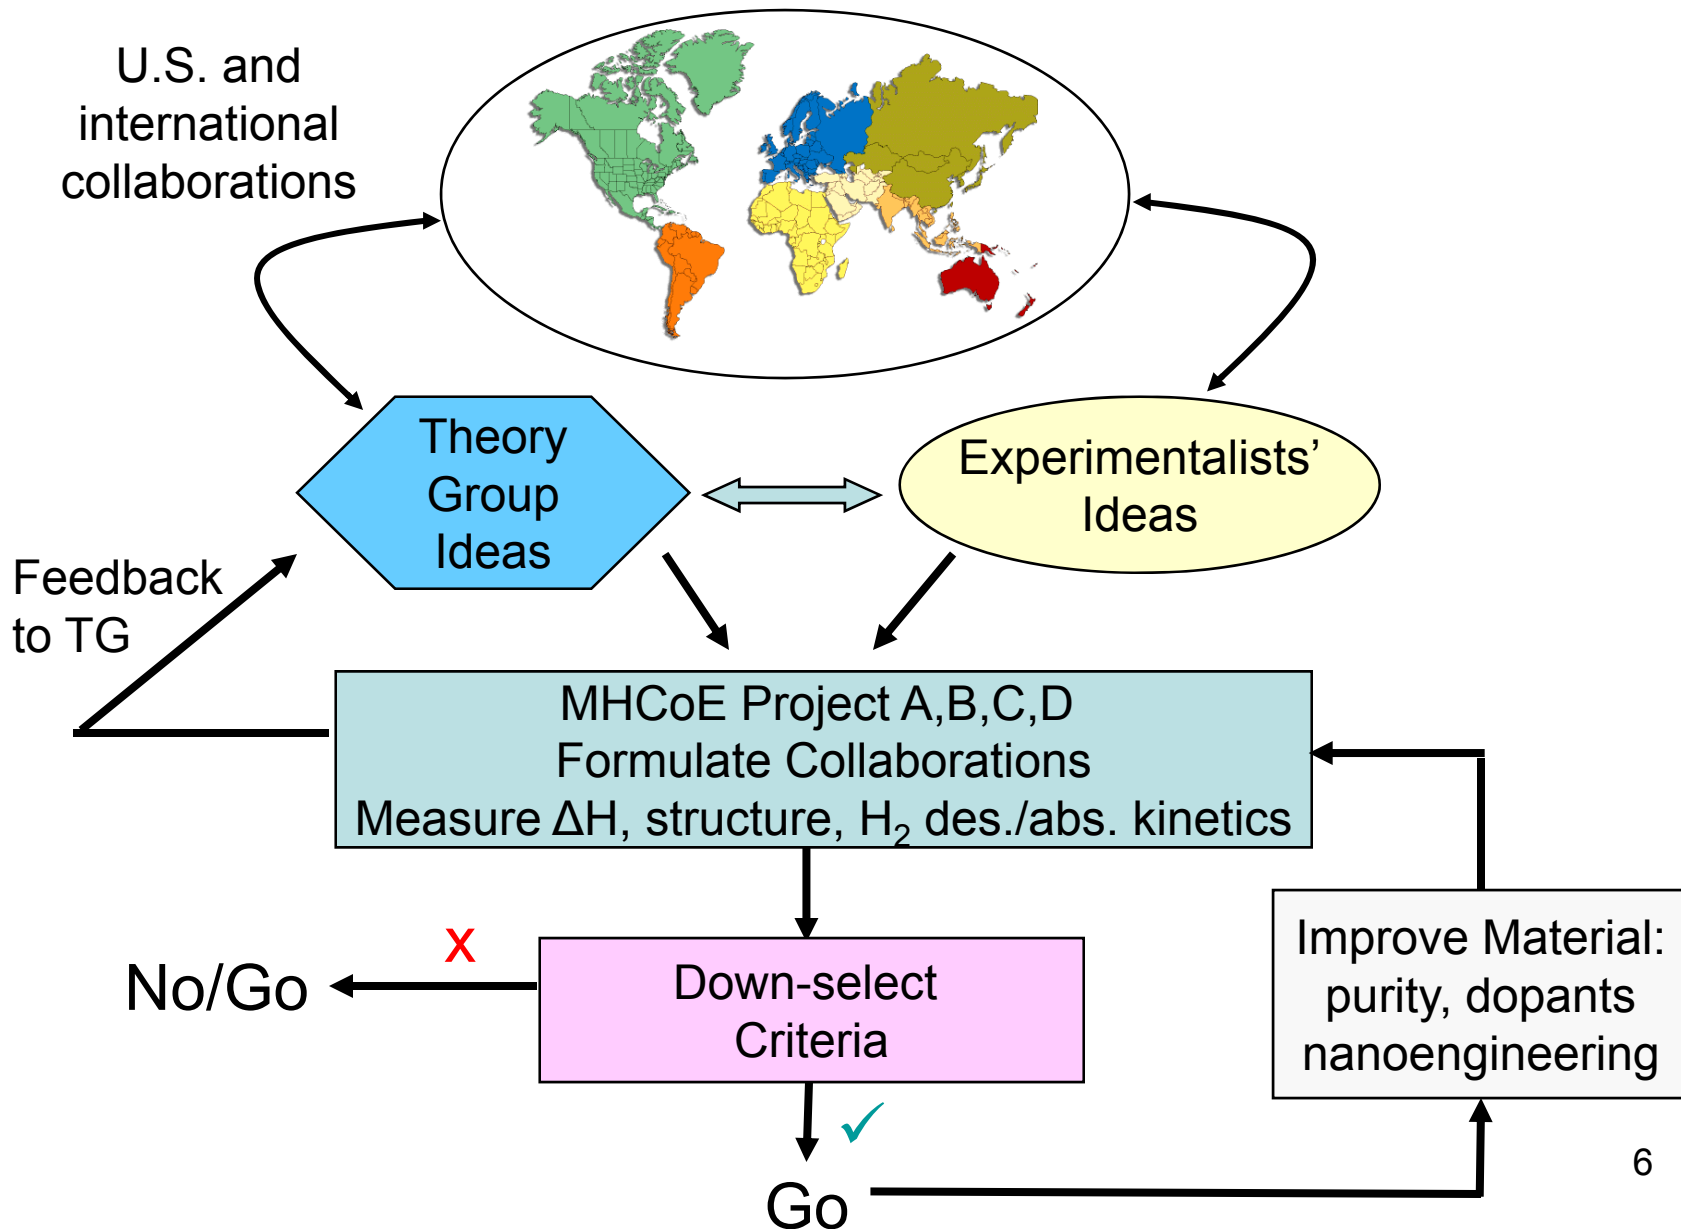 U.S. and
international
collaborations
Theory
Group
Ideas
Experimentalists’
Ideas
Feedback
to TG
MHCoE Project A,B,C,D
Formulate Collaborations
Measure ΔH, structure, H₂ des./abs. kinetics
x
No/Go
Down-select
Criteria
Improve Material:
purity, dopants
nanoengineering
✓
Go
6